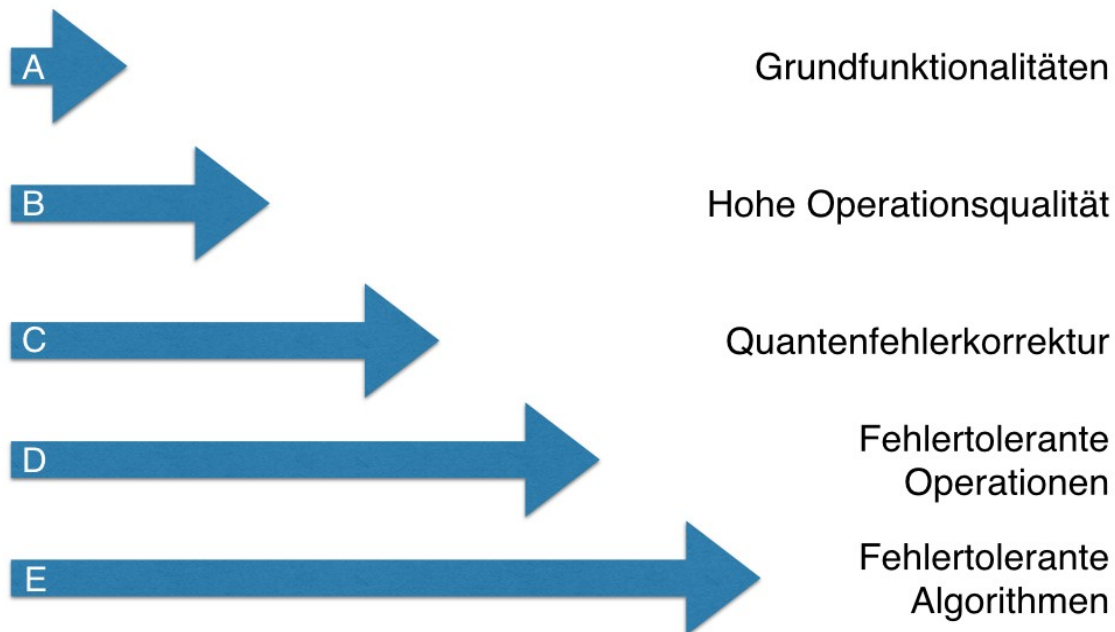 A Grundfunktionalitäten
B Hohe Operationsqualität
C Quantenfehlerkorrektur
D Fehlertolerante
Operationen
E Fehlertolerante
Algorithmen